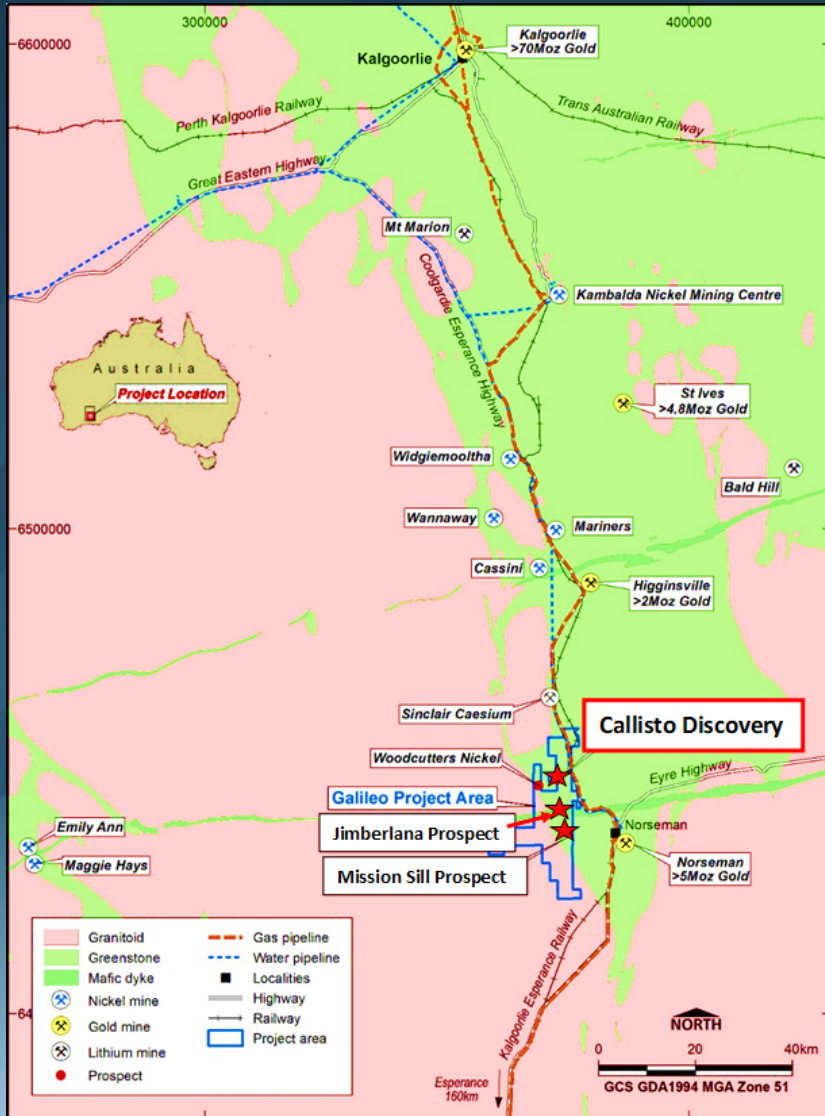 300000
400000
6600000
Kalgoorlie
>70Moz Gold
Kalgoorlie
Perth Kalgoorlie Railway
Trans Australian Railway
Great Eastern Highway
Mt Marion
Coolgardie Esperance Highway
Kambalda Nickel Mining Centre
Australia
Project Location
St Ives
>4.8Moz Gold
Widgiemooltha
Bald Hill
Wannaway
Mariners
6500000
Cassini
Higginsville
>2Moz Gold
Sinclair Caesium
Callisto Discovery
Woodcutters Nickel
Eyre Highway
Galileo Project Area
Jimberlana Prospect
Norseman
Emily Ann
Maggie Hays
Mission Sill Prospect
Norseman
>5Moz Gold
Granitoid
Greenstone
Mafic dyke
Nickel mine
Gold mine
Lithium mine
Prospect
Gas pipeline
Water pipeline
Localities
Highway
Railway
Project area
64
Kalgoorlie Esperance Railway
NORTH
0 20 40km
GCS GDA1994 MGA Zone 51
Esperance
160km